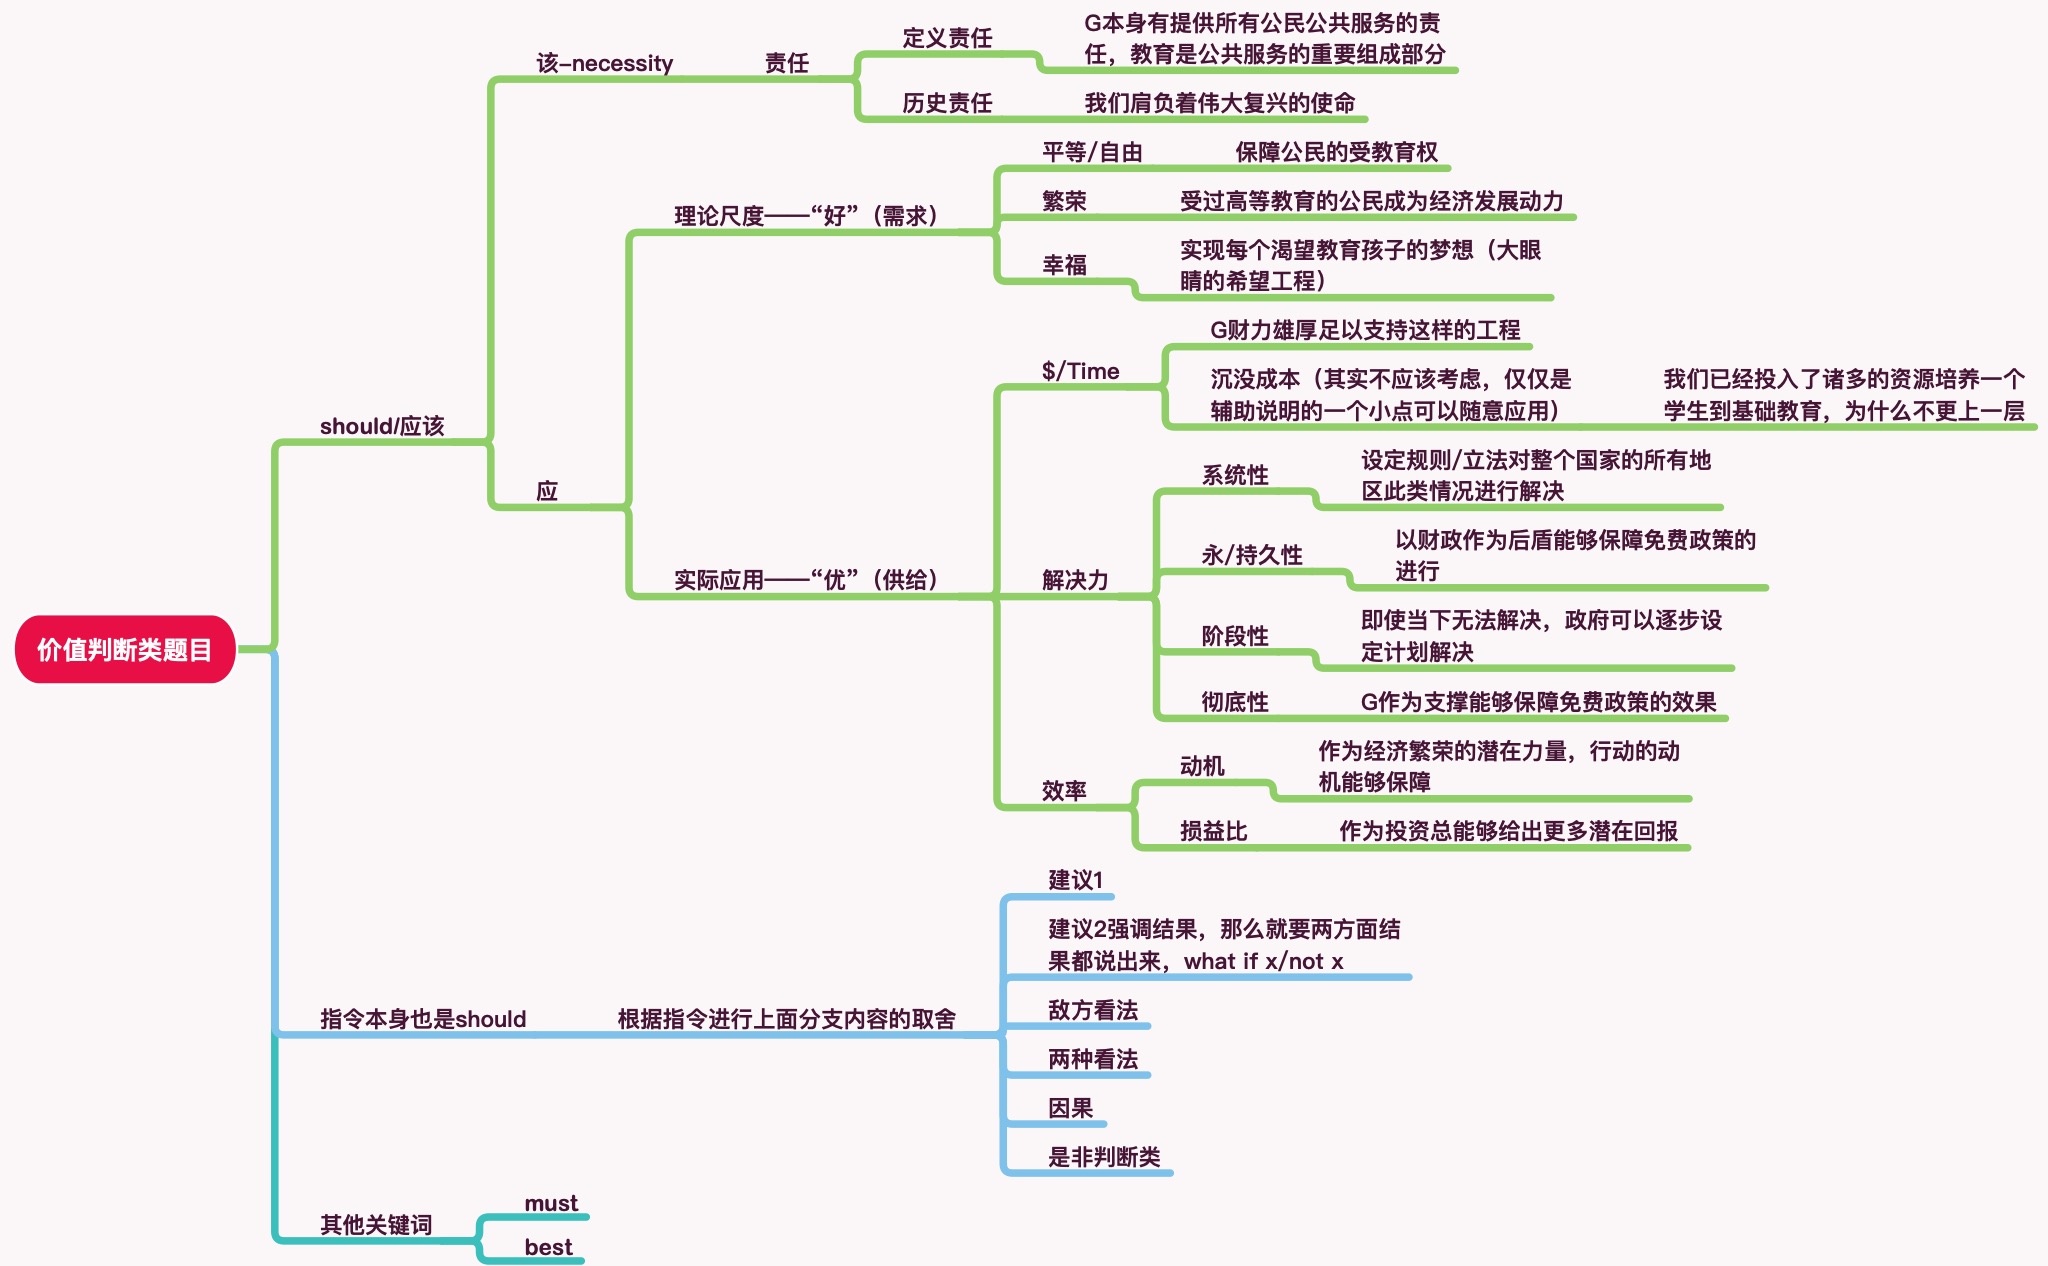 价值判断类题目
should/应该
该-necessity
责任
定义责任
G本身有提供所有公民公共服务的责
任，教育是公共服务的重要组成部分
历史责任
我们肩负着伟大复兴的使命
应
理论尺度——“好”（需求）
平等/自由
保障公民的受教育权
繁荣
受过高等教育的公民成为经济发展动力
幸福
实现每个渴望教育孩子的梦想（大眼
睛的希望工程）
实际应用——“优”（供给）
$/Time
G财力雄厚足以支持这样的工程
沉没成本（其实不应该考虑，仅仅是
辅助说明的一个小点可以随意应用）
我们已经投入了诸多的资源培养一个
学生到基础教育，为什么不更上一层
解决力
系统性
设定规则/立法对整个国家的所有地
区此类情况进行解决
永/持久性
以财政作为后盾能够保障免费政策的
进行
阶段性
即使当下无法解决，政府可以逐步设
定计划解决
彻底性
G作为支撑能够保障免费政策的效果
效率
动机
作为经济繁荣的潜在力量，行动的动
机能够保障
损益比
作为投资总能够给出更多潜在回报
指令本身也是should
根据指令进行上面分支内容的取舍
建议1
建议2强调结果，那么就要两方面结
果都说出来，what if x/not x
敌方看法
两种看法
因果
是非判断类
其他关键词
must
best